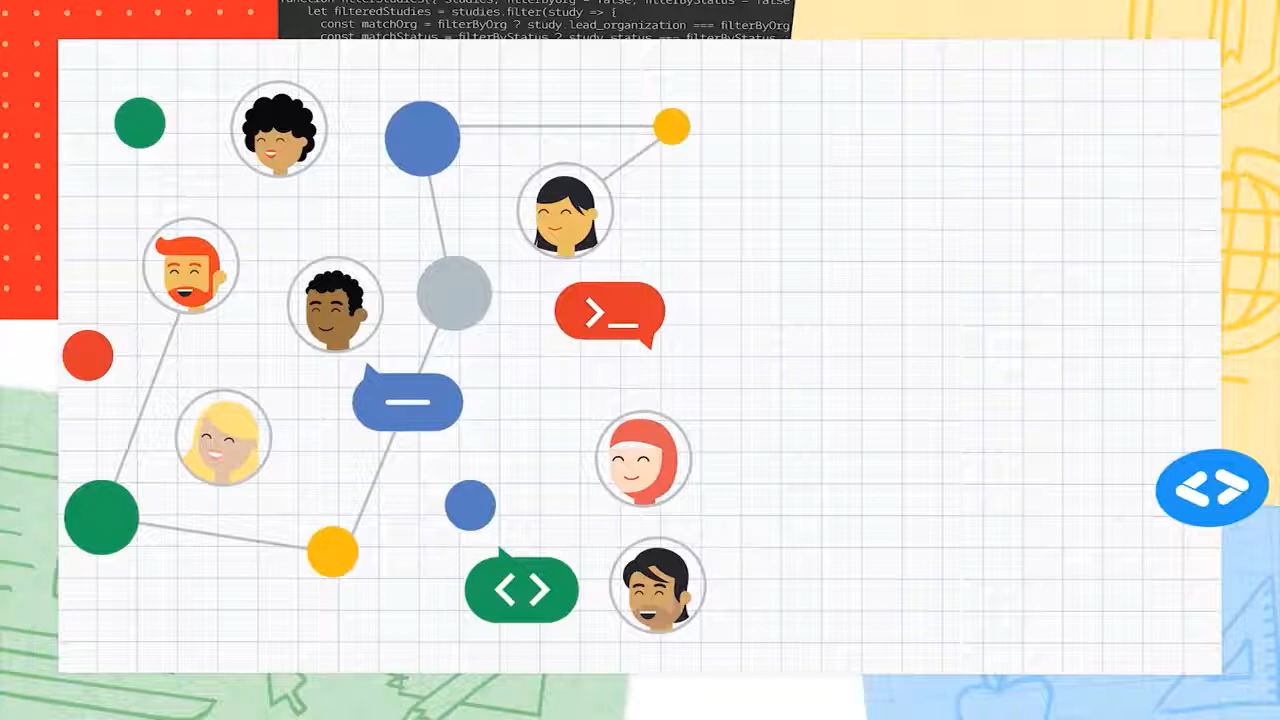 let filteredStudies = studies.filter(study => {
const matchOrg = filterByOrg ? study.lead_organization === filterByOrg
const matchStatus = filterByStatus ? study.status === filterByStatus :
>_
—
<>
<>